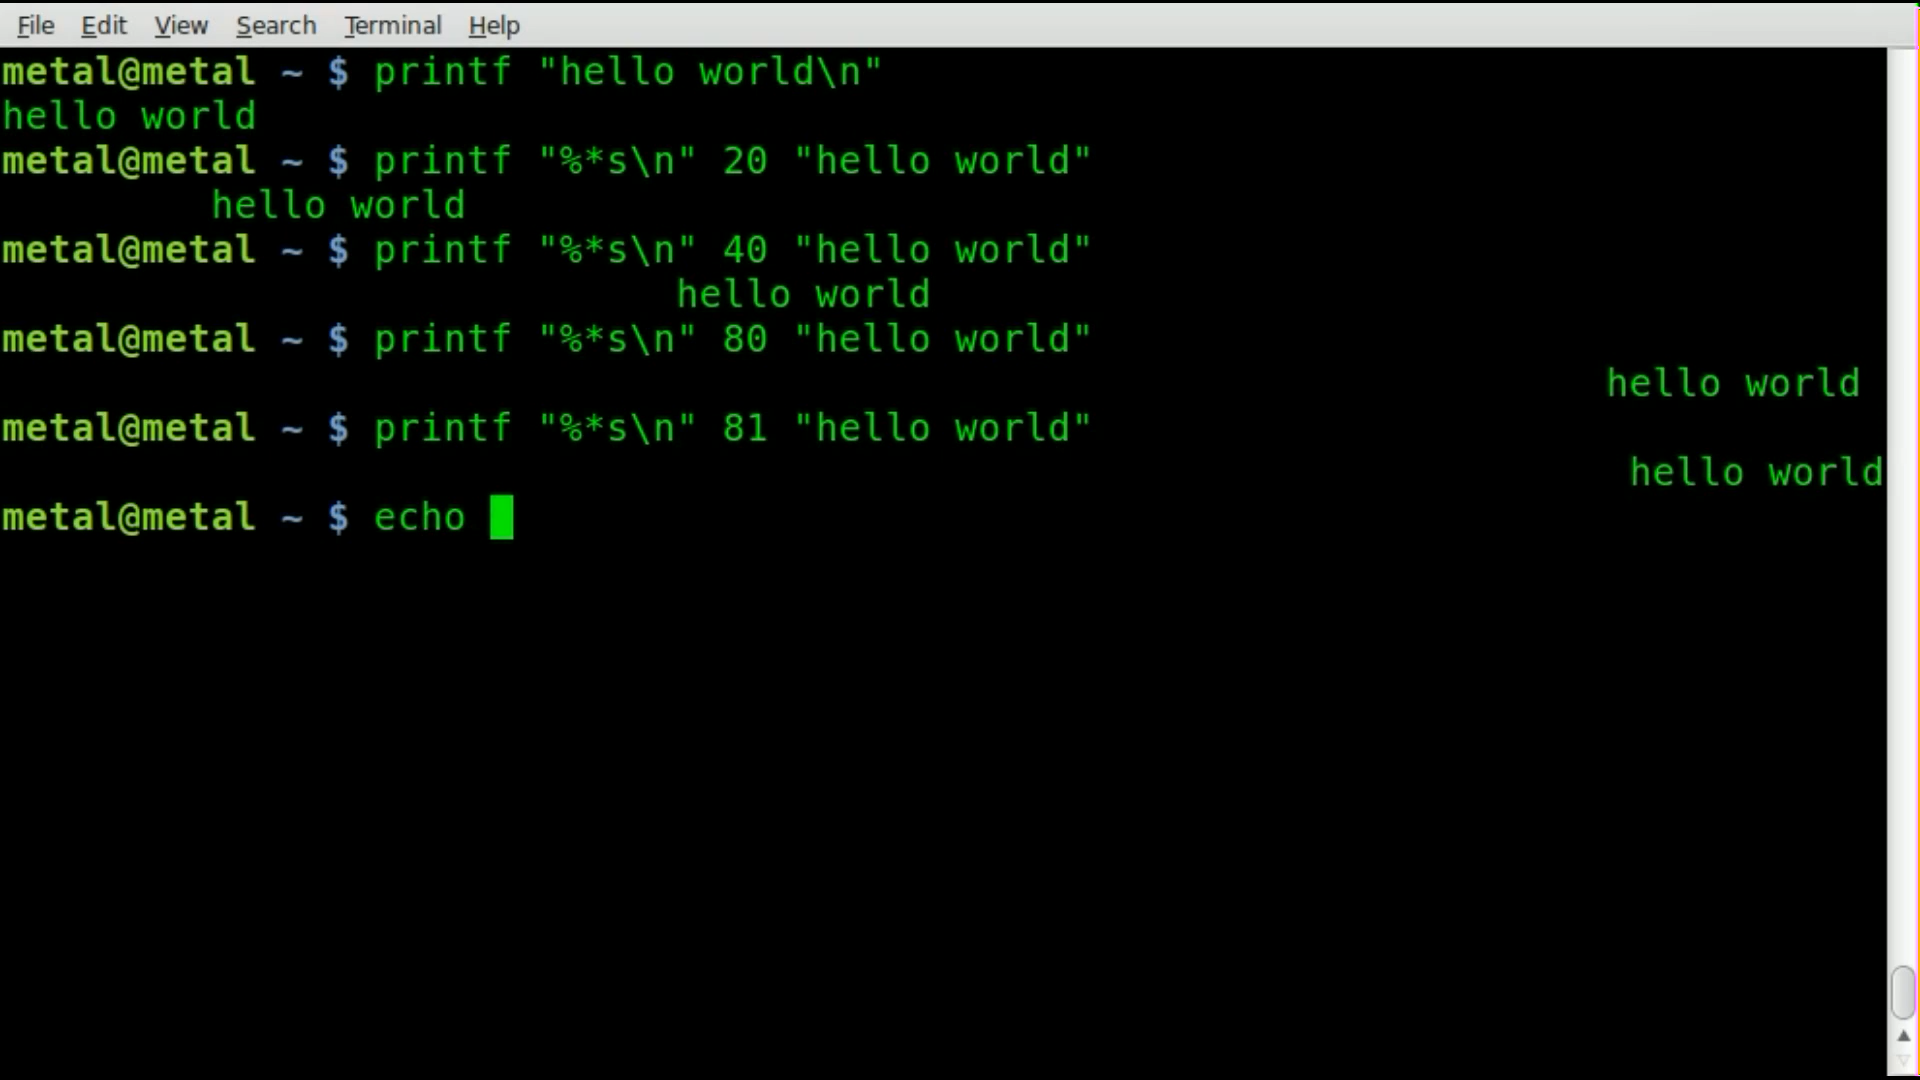 File Edit View Search Terminal Help
metal@metal ~ $ printf "hello world\n"
hello world
metal@metal ~ $ printf "%*s\n" 20 "hello world"
         hello world
metal@metal ~ $ printf "%*s\n" 40 "hello world"
                             hello world
metal@metal ~ $ printf "%*s\n" 80 "hello world"
                                                                     hello world
metal@metal ~ $ printf "%*s\n" 81 "hello world"
                                                                      hello world
metal@metal ~ $ echo